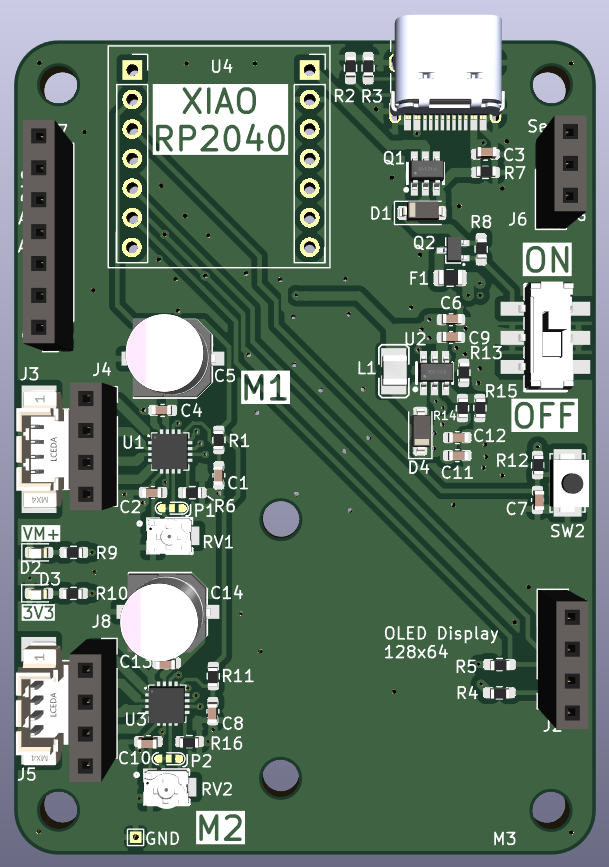 U4
XIAO
RP2040
R2 R3
7
Se
Q1
C3
R7
D1
J6
G
R8
Q2
ON
F1
C6
U2
C9
R13
L1
R15
R14
OFF
C12
D4
C11
R12
C7
SW2
J3
J4
C5
M1
C4
1
LCEDA
MX4
U1
R1
C2
C1
R6
JP1
RV1
VM+
R9
D2
D3
R10
3V3
C14
J8
C13
1
LCEDA
MX4
R11
U3
C8
R16
C10
P2
RV2
J5
GND
M2
OLED Display
128x64
R5
R4
J2
M3